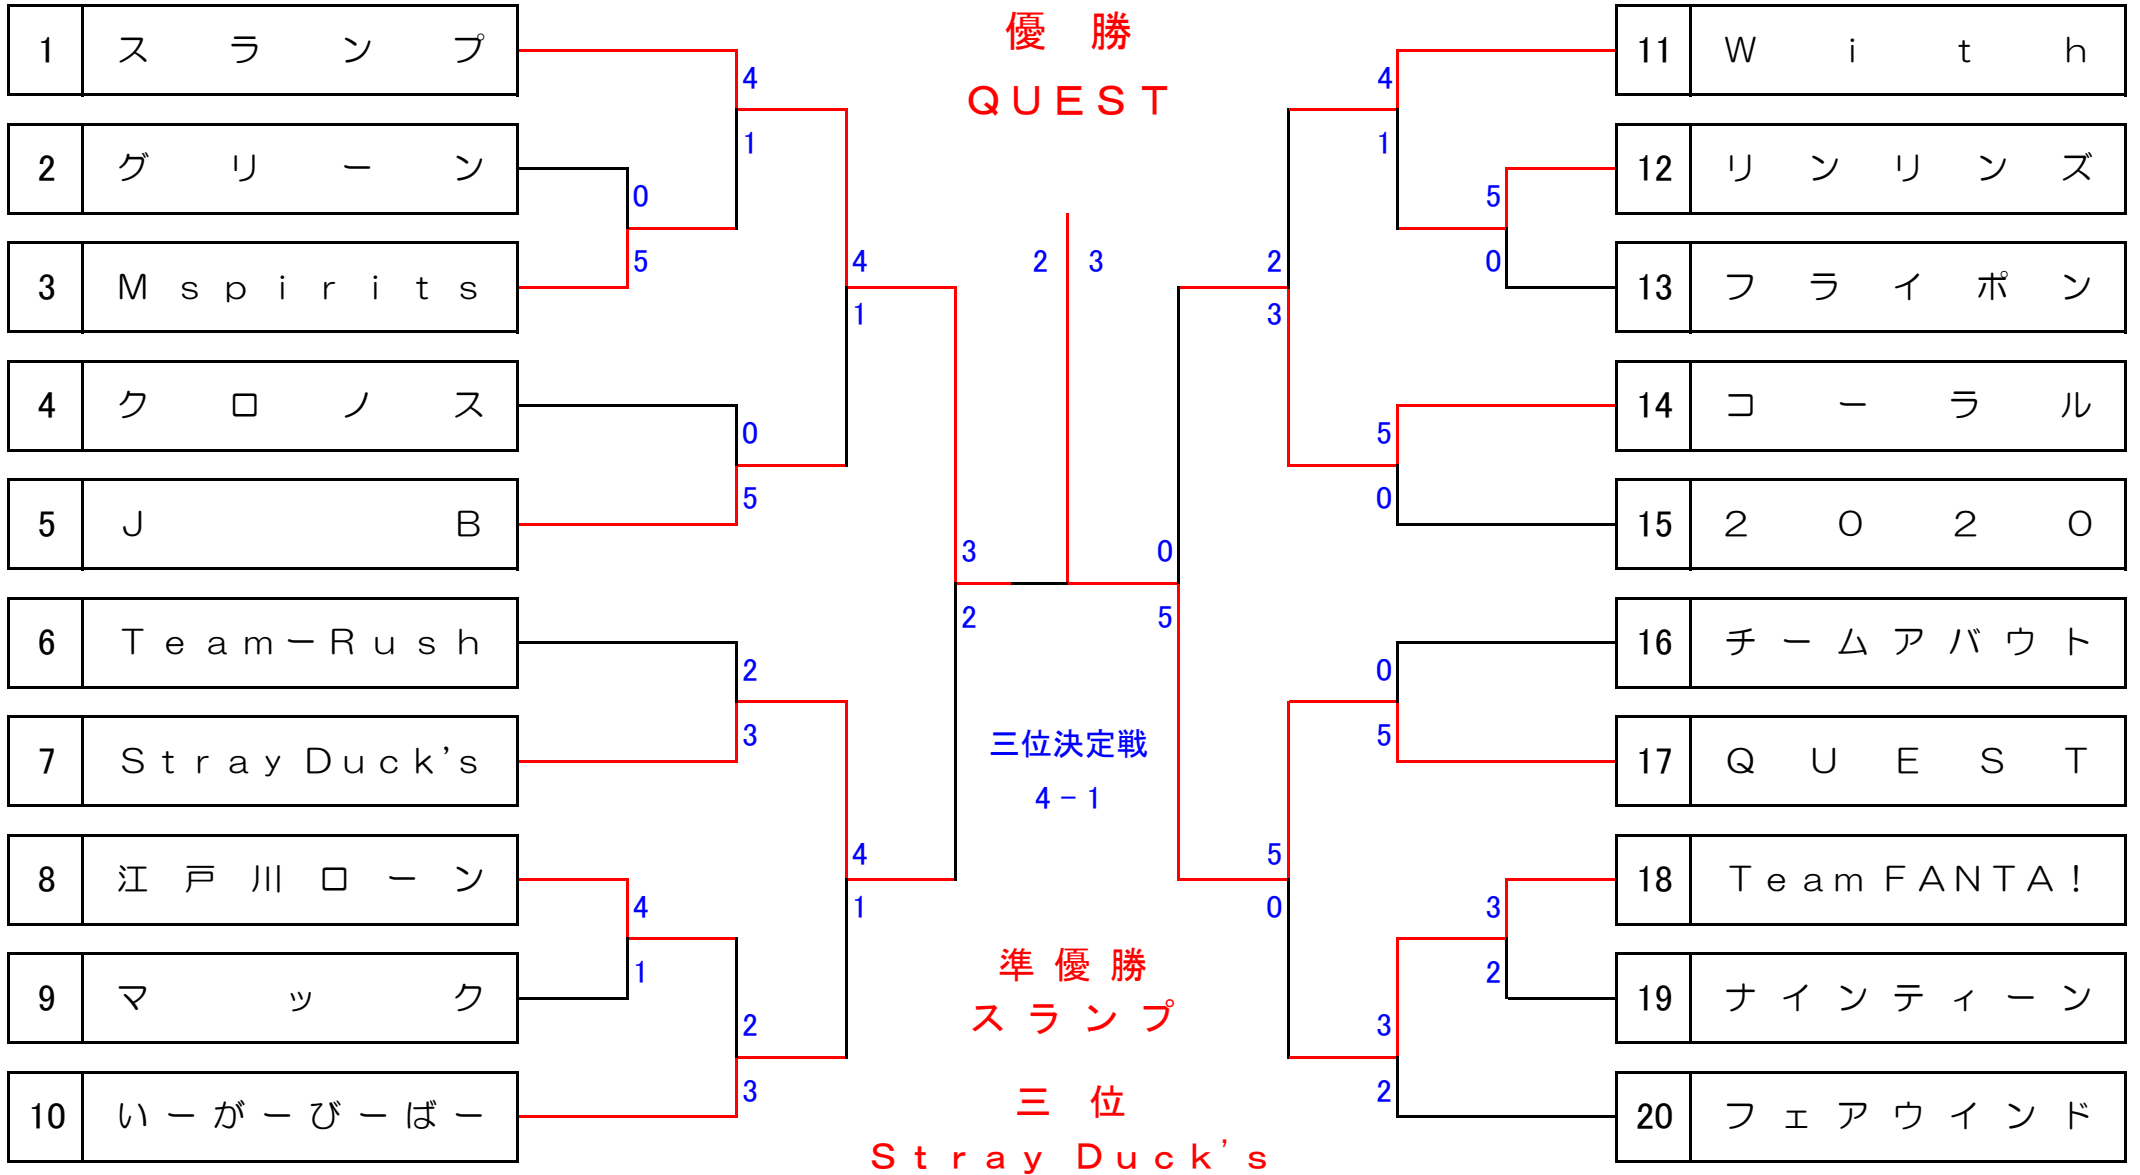 1 スランプ
2 グリーン
3 Mspirits
4 クロノス
5 JB
6 Team－Rush
7 Stray Duck's
8 江戸川ローン
9 マック
10 いーがーびーばー
4
1
0
5
4
1
0
5
3
2
2
3
4
1
4
1
2
3
優勝
QUEST
2 3
三位決定戦
4－1
準優勝
スランプ
三位
Stray Duck's
4
1
5
0
2
3
5
0
0
5
0
5
5
0
3
2
3
2
11 With
12 リンリンズ
13 フライポン
14 コーラル
15 2020
16 チームアバウト
17 QUEST
18 Team FANTA!
19 ナインティーン
20 フェアウインド